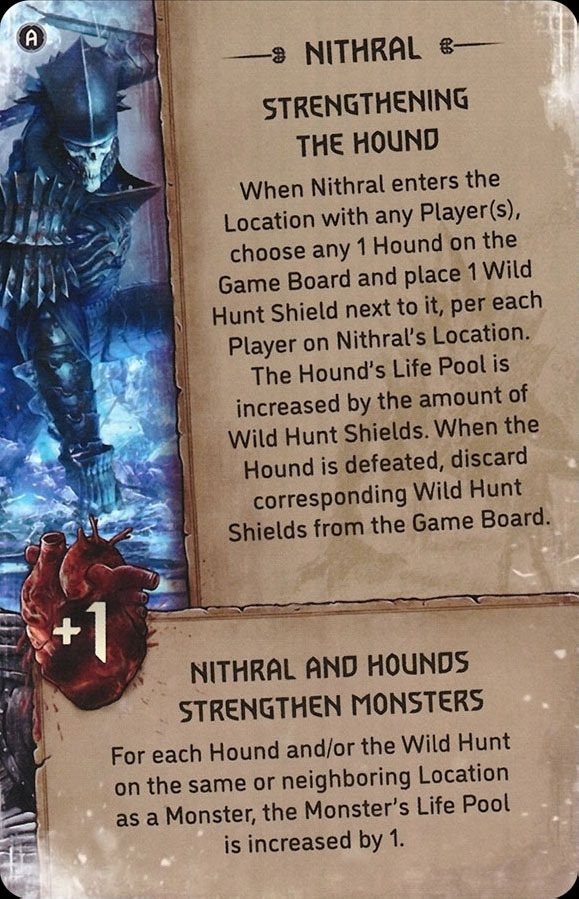 A
NITHRAL
STRENGTHENING
THE HOUND
When Nithral enters the
Location with any Player(s),
choose any 1 Hound on the
Game Board and place 1 Wild
Hunt Shield next to it, per each
Player on Nithral's Location.
The Hound's Life Pool is
increased by the amount of
Wild Hunt Shields. When the
Hound is defeated, discard
corresponding Wild Hunt
Shields from the Game Board.
+1
NITHRAL AND HOUNDS
STRENGTHEN MONSTERS
For each Hound and/or the Wild Hunt
on the same or neighboring Location
as a Monster, the Monster's Life Pool
is increased by 1.